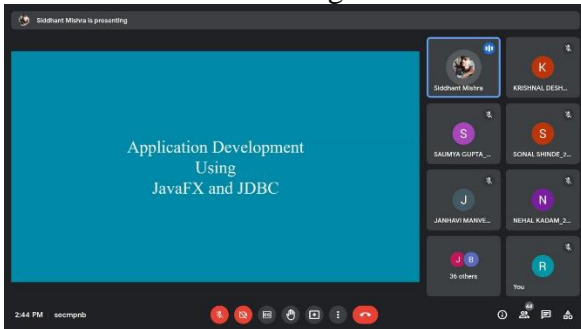 Siddhant Mishra is presenting
Application Development
Using
JavaFX and JDBC
Siddhant Mishra
K
KRISHNAL DESH...
S
SAUMYA GUPTA_...
S
SONAL SHINDE_2...
J
JANHAVI MANVE...
N
NEHAL KADAM_2...
J B
36 others
R
You
2:44 PM secmpnb